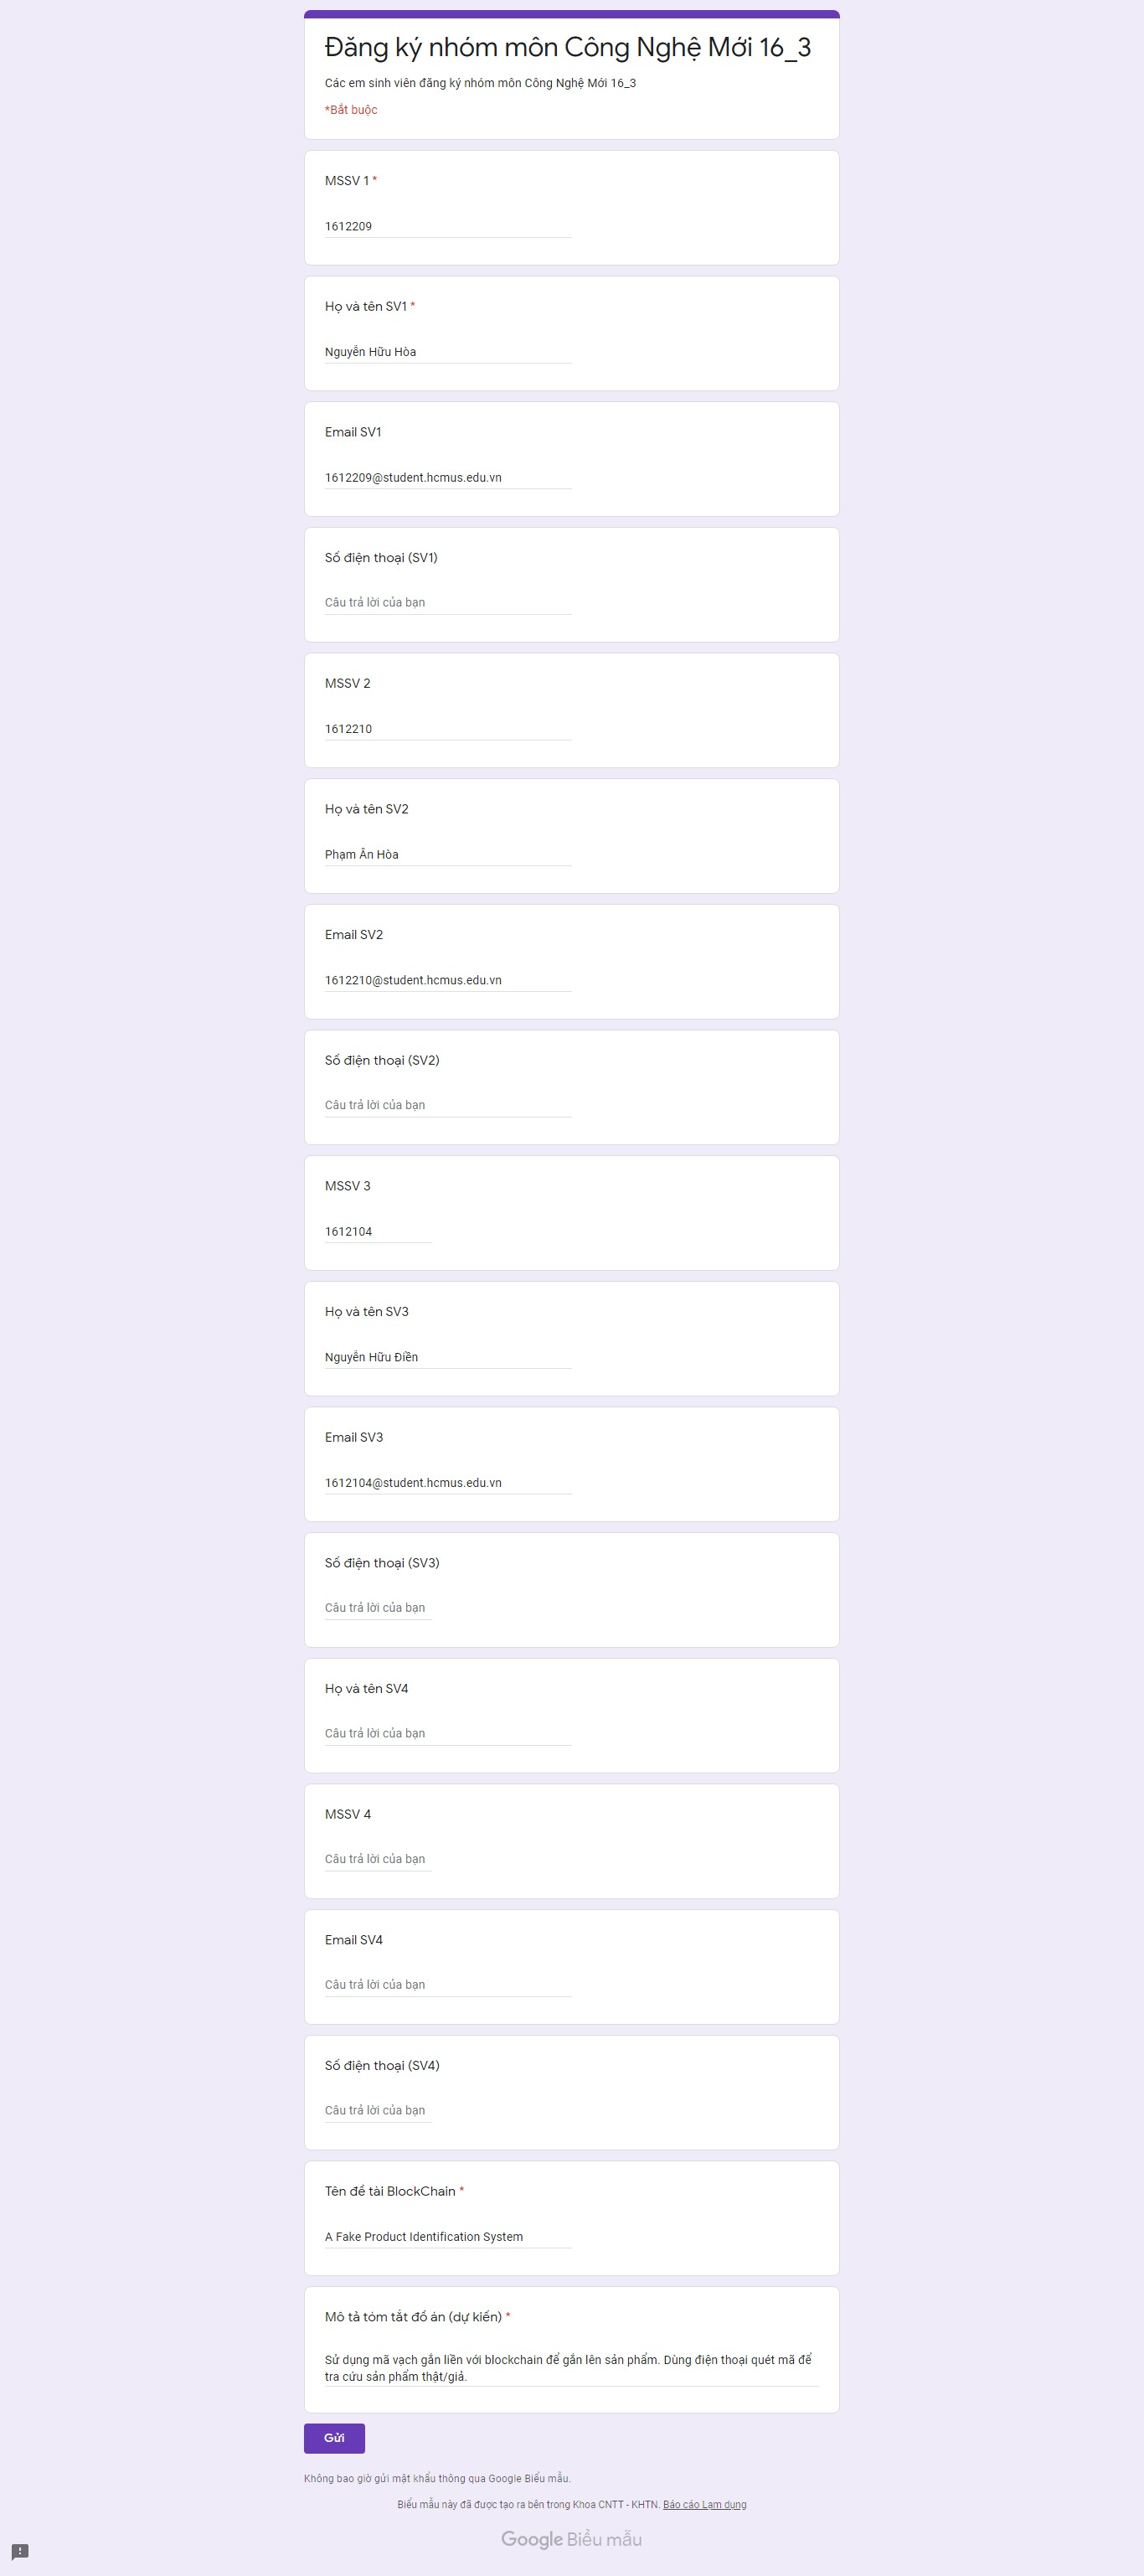 Đăng ký nhóm môn Công Nghệ Mới 16_3
Các em sinh viên đăng ký nhóm môn Công Nghệ Mới 16_3
*Bắt buộc
MSSV 1 *
1612209
Họ và tên SV1 *
Nguyễn Hữu Hòa
Email SV1
1612209@student.hcmus.edu.vn
Số điện thoại (SV1)
Câu trả lời của bạn
MSSV 2
1612210
Họ và tên SV2
Phạm Ân Hòa
Email SV2
1612210@student.hcmus.edu.vn
Số điện thoại (SV2)
Câu trả lời của bạn
MSSV 3
1612104
Họ và tên SV3
Nguyễn Hữu Điền
Email SV3
1612104@student.hcmus.edu.vn
Số điện thoại (SV3)
Câu trả lời của bạn
Họ và tên SV4
Câu trả lời của bạn
MSSV 4
Câu trả lời của bạn
Email SV4
Câu trả lời của bạn
Số điện thoại (SV4)
Câu trả lời của bạn
Tên đề tài BlockChain *
A Fake Product Identification System
Mô tả tóm tắt đồ án (dự kiến) *
Sử dụng mã vạch gắn liền với blockchain để gắn lên sản phẩm. Dùng điện thoại quét mã để
tra cứu sản phẩm thật/giả.
Gửi
Không bao giờ gửi mật khẩu thông qua Google Biểu mẫu.
Biểu mẫu này đã được tạo ra bên trong Khoa CNTT - KHTN. Báo cáo Lạm dụng
Google Biểu mẫu